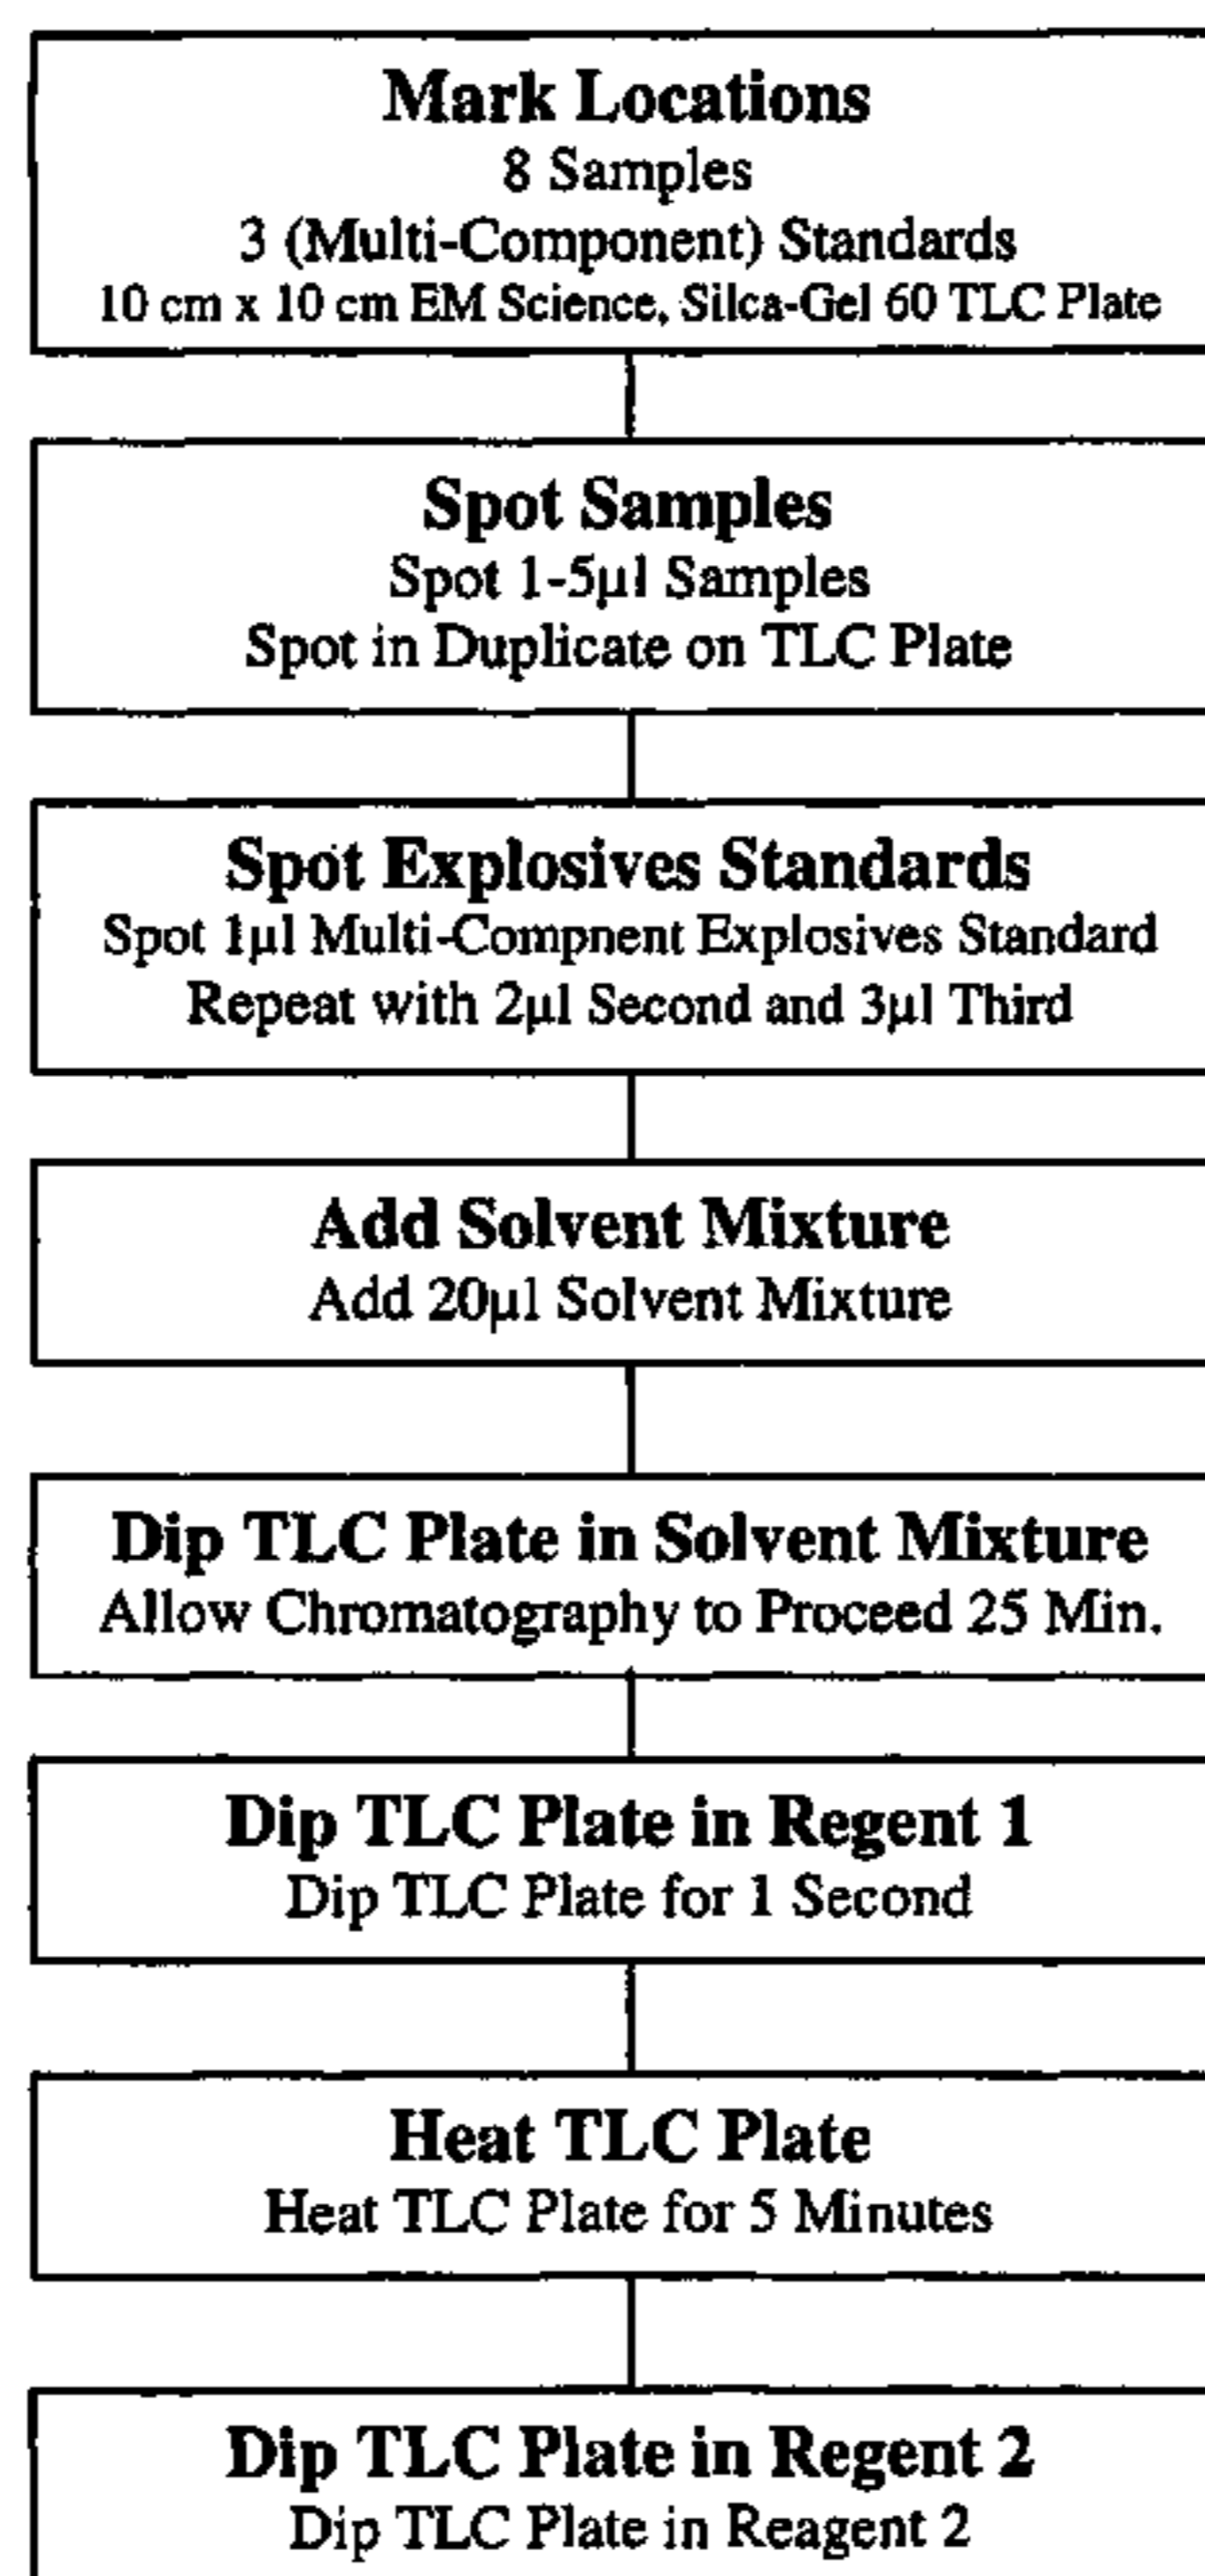 Mark Locations
8 Samples
3 (Multi-Component) Standards
10 cm x 10 cm EM Science, Silca-Gel 60 TLC Plate
Spot Samples
Spot 1-5µl Samples
Spot in Duplicate on TLC Plate
Spot Explosives Standards
Spot 1µl Multi-Compnent Explosives Standard
Repeat with 2µl Second and 3µl Third
Add Solvent Mixture
Add 20µl Solvent Mixture
Dip TLC Plate in Solvent Mixture
Allow Chromatography to Proceed 25 Min.
Dip TLC Plate in Regent 1
Dip TLC Plate for 1 Second
Heat TLC Plate
Heat TLC Plate for 5 Minutes
Dip TLC Plate in Regent 2
Dip TLC Plate in Reagent 2